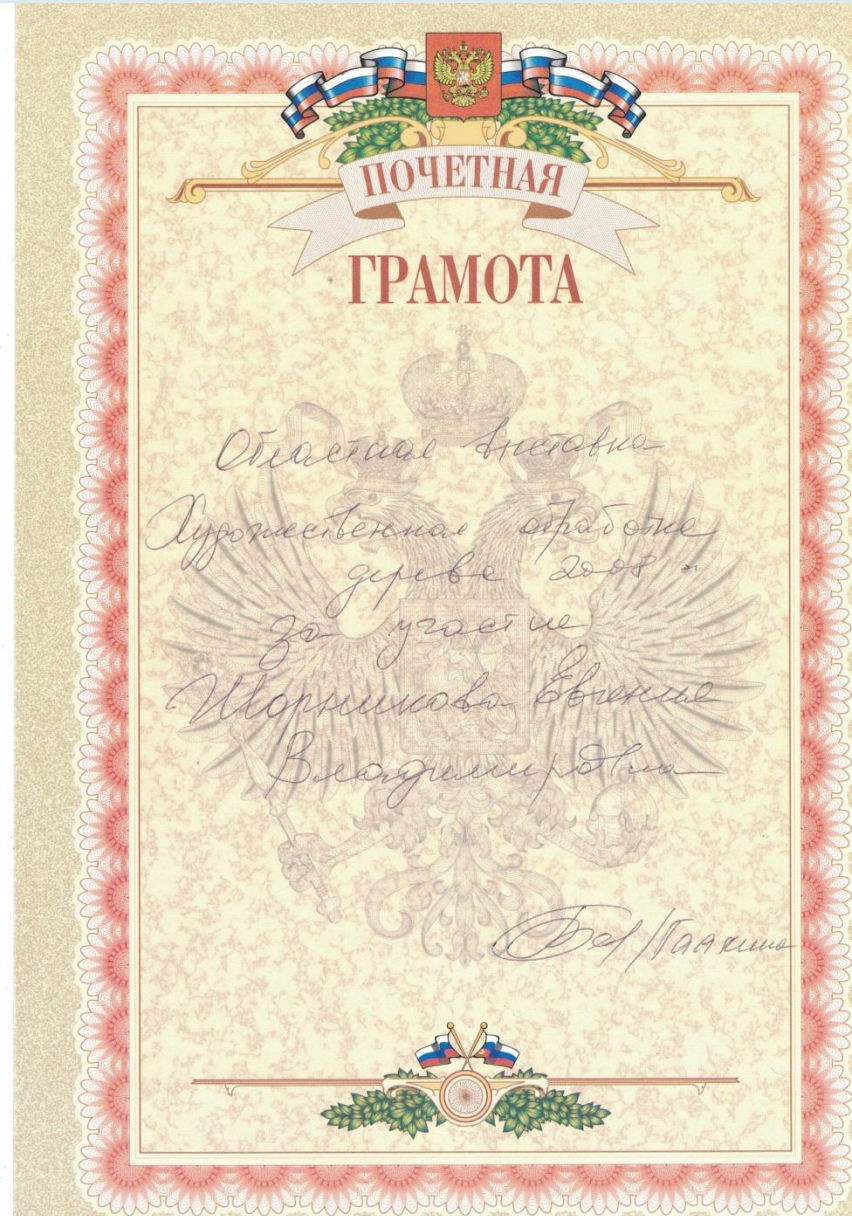 ПОЧЕТНАЯ
ГРАМОТА
Областная выставка
Художественная обработка
дерева 2008 г.
за участие
Шорникова Евгения
Владимировна